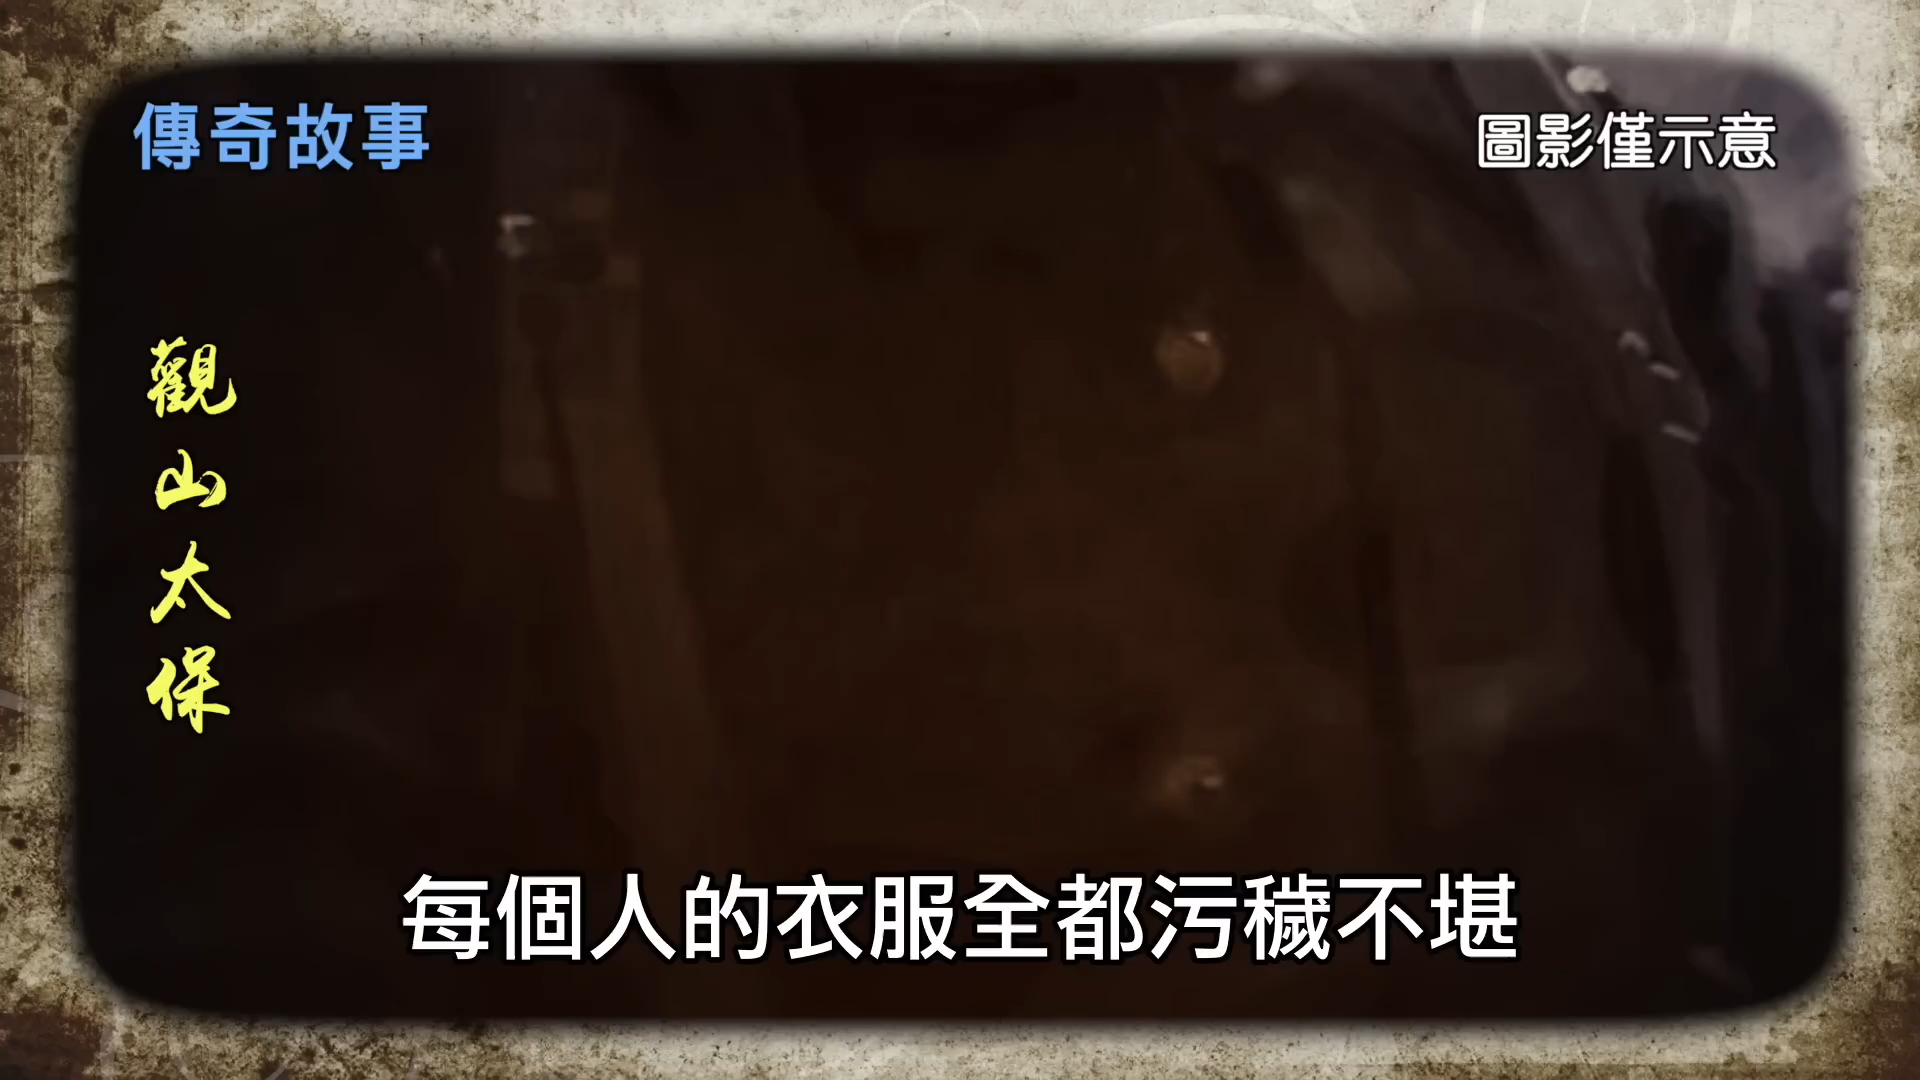 傳奇故事
圖影僅示意
觀山太保
每個人的衣服全都污穢不堪